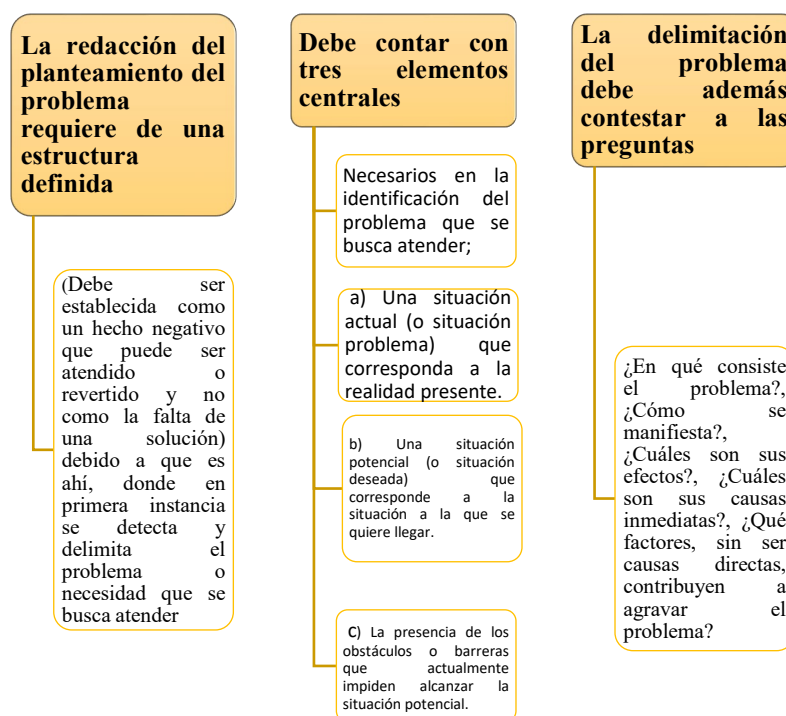 La redacción del
planteamiento del
problema
requiere de una
estructura
definida
(Debe ser
establecida como
un hecho negativo
que puede ser
atendido o
revertido y no
como la falta de
una solución)
debido a que es
ahí, donde en
primera instancia
se detecta y
delimita el
problema o
necesidad que se
busca atender
Debe contar con
tres elementos
centrales
Necesarios en la
identificación del
problema que se
busca atender;
a) Una situación
actual (o situación
problema) que
corresponda a la
realidad presente.
b) Una situación
potencial (o situación
deseada) que
corresponde a la
situación a la que se
quiere llegar.
C) La presencia de los
obstáculos o barreras
que actualmente
impiden alcanzar la
situación potencial.
La delimitación
del problema
debe además
contestar a las
preguntas
¿En qué consiste
el problema?,
¿Cómo se
manifiesta?,
¿Cuáles son sus
efectos?, ¿Cuáles
son sus causas
inmediatas?, ¿Qué
factores, sin ser
causas directas,
contribuyen a
agravar el
problema?